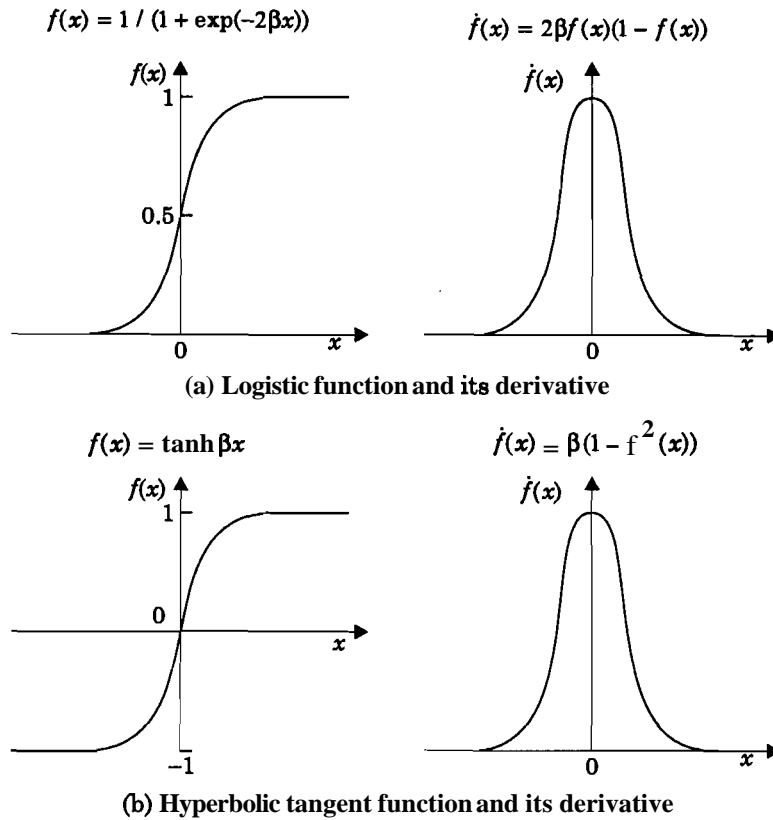 f(x) = 1 / (1 + exp(−2βx))
ḟ(x) = 2βf(x)(1 − f(x))
f(x)
1
0.5
0
x
ḟ(x)
0
x
(a) Logistic function and its derivative
f(x) = tanh βx
ḟ(x) = β(1 − f²(x))
f(x)
1
0
x
−1
ḟ(x)
0
x
(b) Hyperbolic tangent function and its derivative